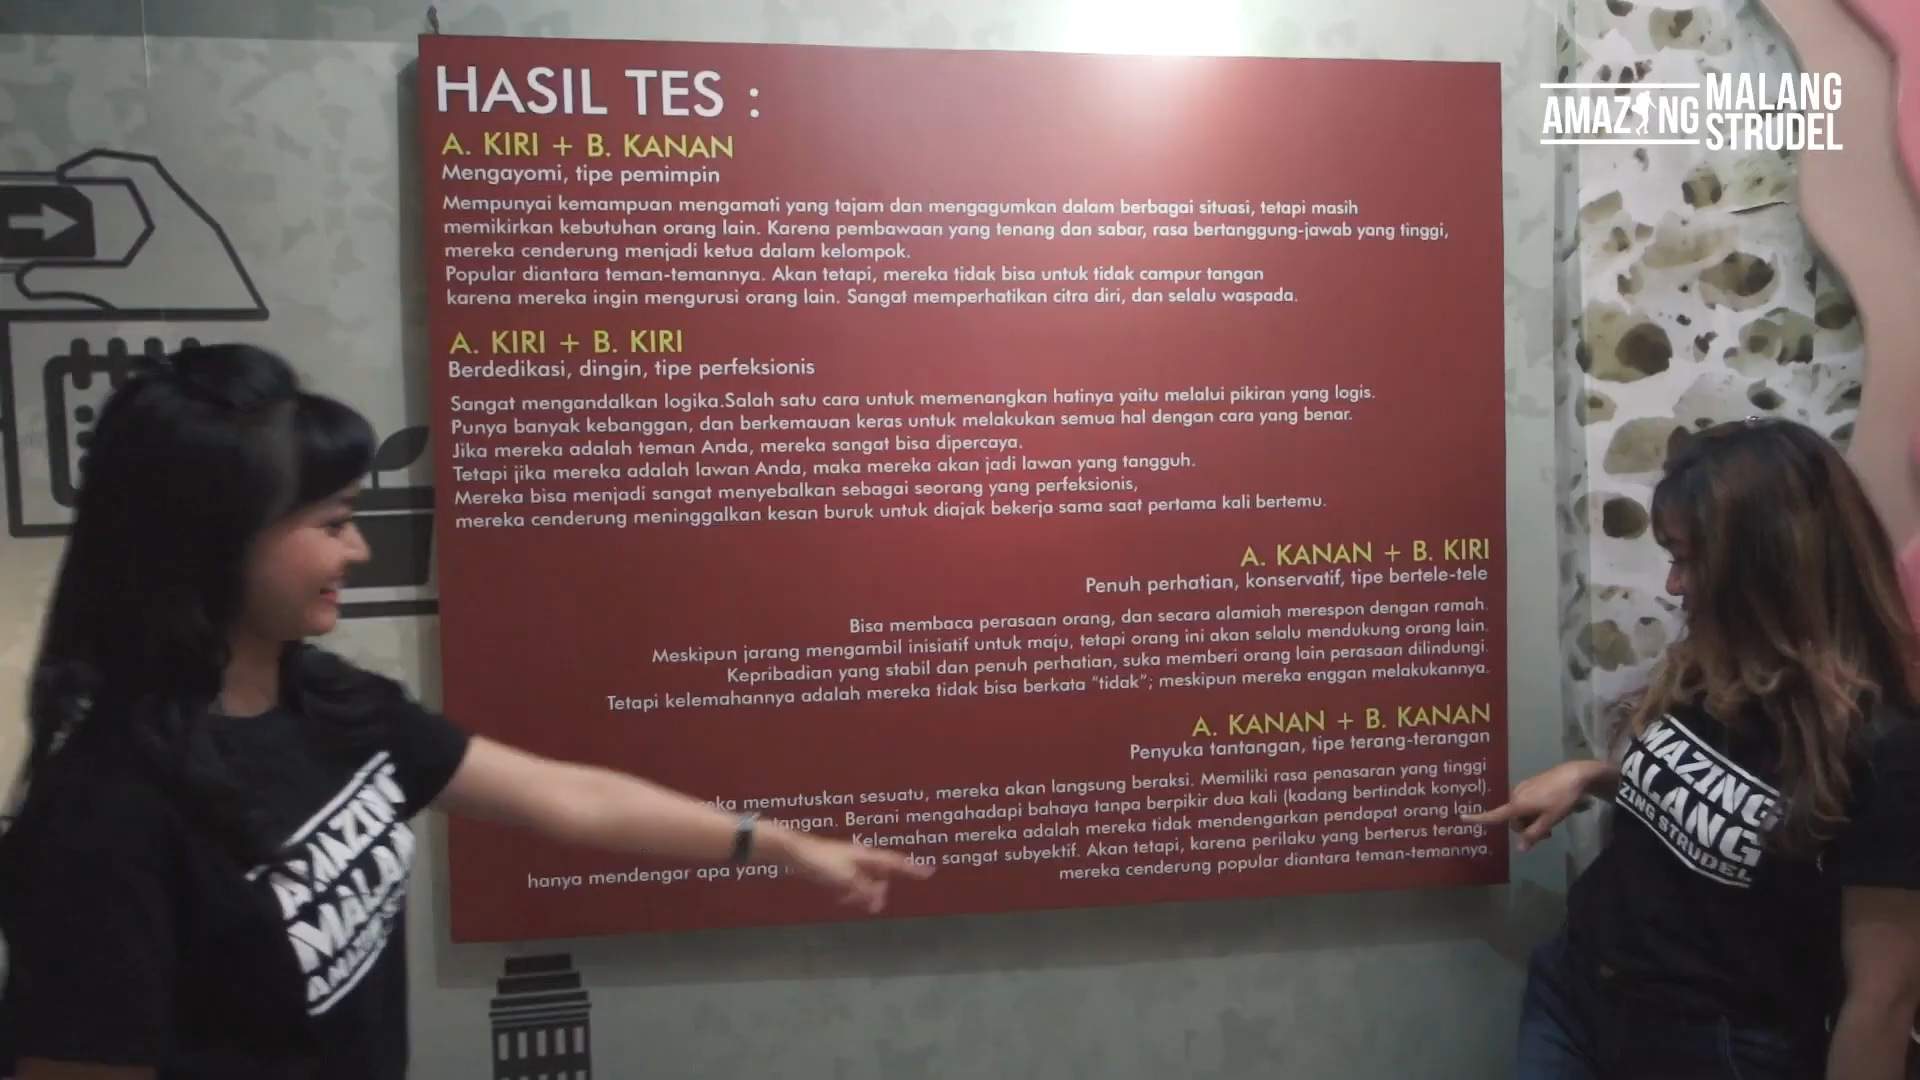 HASIL TES :
A. KIRI + B. KANAN
Mengayomi, tipe pemimpin
Mempunyai kemampuan mengamati yang tajam dan mengagumkan dalam berbagai situasi, tetapi masih
memikirkan kebutuhan orang lain. Karena pembawaan yang tenang dan sabar, rasa bertanggung-jawab yang tinggi,
mereka cenderung menjadi ketua dalam kelompok.
Popular diantara teman-temannya. Akan tetapi, mereka tidak bisa untuk tidak campur tangan
karena mereka ingin mengurusi orang lain. Sangat memperhatikan citra diri, dan selalu waspada.
A. KIRI + B. KIRI
Berdedikasi, dingin, tipe perfeksionis
Sangat mengandalkan logika.Salah satu cara untuk memenangkan hatinya yaitu melalui pikiran yang logis.
Punya banyak kebanggan, dan berkemauan keras untuk melakukan semua hal dengan cara yang benar.
Jika mereka adalah teman Anda, mereka sangat bisa dipercaya.
Tetapi jika mereka adalah lawan Anda, maka mereka akan jadi lawan yang tangguh.
Mereka bisa menjadi sangat menyebalkan sebagai seorang yang perfeksionis,
mereka cenderung meninggalkan kesan buruk untuk diajak bekerja sama saat pertama kali bertemu.
A. KANAN + B. KIRI
Penuh perhatian, konservatif, tipe bertele-tele
Bisa membaca perasaan orang, dan secara alamiah merespon dengan ramah.
Meskipun jarang mengambil inisiatif untuk maju, tetapi orang ini akan selalu mendukung orang lain.
Kepribadian yang stabil dan penuh perhatian, suka memberi orang lain perasaan dilindungi.
Tetapi kelemahannya adalah mereka tidak bisa berkata "tidak"; meskipun mereka enggan melakukannya.
A. KANAN + B. KANAN
Penyuka tantangan, tipe terang-terangan
memutuskan sesuatu, mereka akan langsung beraksi. Memiliki rasa penasaran yang tinggi
Berani mengahadapi bahaya tanpa berpikir dua kali (kadang bertindak konyol).
Kelemahan mereka adalah mereka tidak mendengarkan pendapat orang lain,
hanya mendengar apa yang dan sangat subyektif. Akan tetapi, karena perilaku yang berterus terang,
mereka cenderung popular diantara teman-temannya.
AMAZING MALANG STRUDEL
AMAZING
MALANG
AMAZING
MALANG
AMAZING STRUDEL